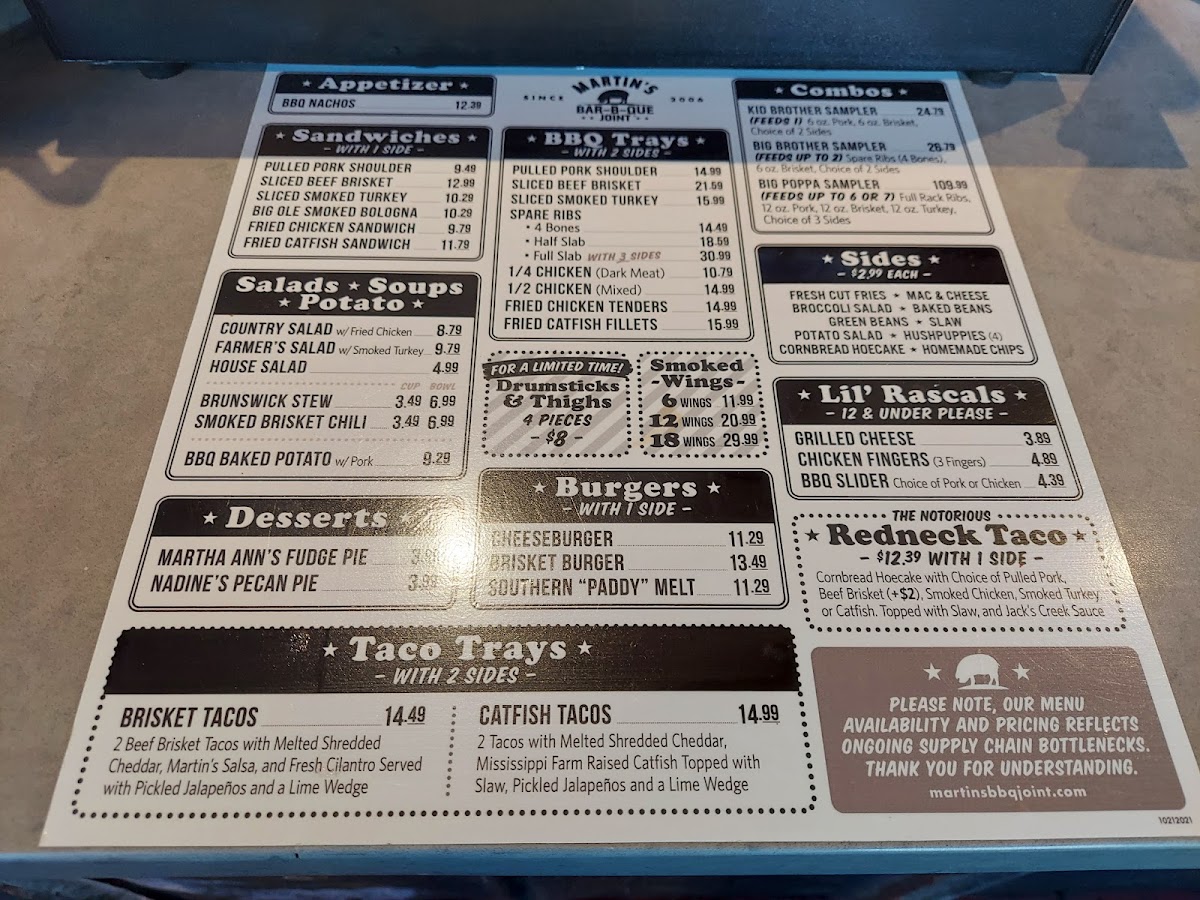 Appetizer
BBQ NACHOS 12.39
Sandwiches
- WITH 1 SIDE -
PULLED PORK SHOULDER 9.49
SLICED BEEF BRISKET 12.99
SLICED SMOKED TURKEY 10.29
BIG OLE SMOKED BOLOGNA 10.29
FRIED CHICKEN SANDWICH 9.79
FRIED CATFISH SANDWICH 11.79
Salads ★ Soups
★ Potato ★
COUNTRY SALAD w/ Fried Chicken 8.79
FARMER'S SALAD w/ Smoked Turkey 9.79
HOUSE SALAD 4.99
CUP BOWL
BRUNSWICK STEW 3.49 6.99
SMOKED BRISKET CHILI 3.49 6.99
BBQ BAKED POTATO w/ Pork 9.29
Desserts
MARTHA ANN'S FUDGE PIE
NADINE'S PECAN PIE 3.99
MARTIN'S
SINCE 2006
BAR-B-QUE
JOINT
BBQ Trays
- WITH 2 SIDES -
PULLED PORK SHOULDER 14.99
SLICED BEEF BRISKET 21.59
SLICED SMOKED TURKEY 15.99
SPARE RIBS
• 4 Bones 14.49
• Half Slab 18.59
• Full Slab WITH 3 SIDES 30.99
1/4 CHICKEN (Dark Meat) 10.79
1/2 CHICKEN (Mixed) 14.99
FRIED CHICKEN TENDERS 14.99
FRIED CATFISH FILLETS 15.99
FOR A LIMITED TIME!
Drumsticks
& Thighs
4 PIECES
- $8 -
Smoked
- Wings -
6 WINGS 11.99
12 WINGS 20.99
18 WINGS 29.99
Burgers
- WITH 1 SIDE -
CHEESEBURGER 11.29
BRISKET BURGER 13.49
SOUTHERN "PADDY" MELT 11.29
Combos
KID BROTHER SAMPLER 24.79
(FEEDS 1) 6 oz. Pork, 6 oz. Brisket,
Choice of 2 Sides
BIG BROTHER SAMPLER 26.79
(FEEDS UP TO 2) Spare Ribs (4 Bones),
6 oz. Brisket, Choice of 2 Sides
BIG POPPA SAMPLER 109.99
(FEEDS UP TO 6 OR 7) Full Rack Ribs,
12 oz. Pork, 12 oz. Brisket, 12 oz. Turkey,
Choice of 3 Sides
Sides
- $2.99 EACH -
FRESH CUT FRIES ★ MAC & CHEESE
BROCCOLI SALAD ★ BAKED BEANS
GREEN BEANS ★ SLAW
POTATO SALAD ★ HUSHPUPPIES (4)
CORNBREAD HOECAKE ★ HOMEMADE CHIPS
Lil' Rascals
- 12 & UNDER PLEASE -
GRILLED CHEESE 3.89
CHICKEN FINGERS (3 Fingers) 4.89
BBQ SLIDER Choice of Pork or Chicken 4.39
THE NOTORIOUS
Redneck Taco
- $12.39 WITH 1 SIDE -
Cornbread Hoecake with Choice of Pulled Pork,
Beef Brisket (+$2), Smoked Chicken, Smoked Turkey
or Catfish. Topped with Slaw, and Jack's Creek Sauce
Taco Trays
- WITH 2 SIDES -
BRISKET TACOS 14.49
2 Beef Brisket Tacos with Melted Shredded
Cheddar, Martin's Salsa, and Fresh Cilantro Served
with Pickled Jalapeños and a Lime Wedge
CATFISH TACOS 14.99
2 Tacos with Melted Shredded Cheddar,
Mississippi Farm Raised Catfish Topped with
Slaw, Pickled Jalapeños and a Lime Wedge
PLEASE NOTE, OUR MENU
AVAILABILITY AND PRICING REFLECTS
ONGOING SUPPLY CHAIN BOTTLENECKS.
THANK YOU FOR UNDERSTANDING.
martinsbbqjoint.com
10212021